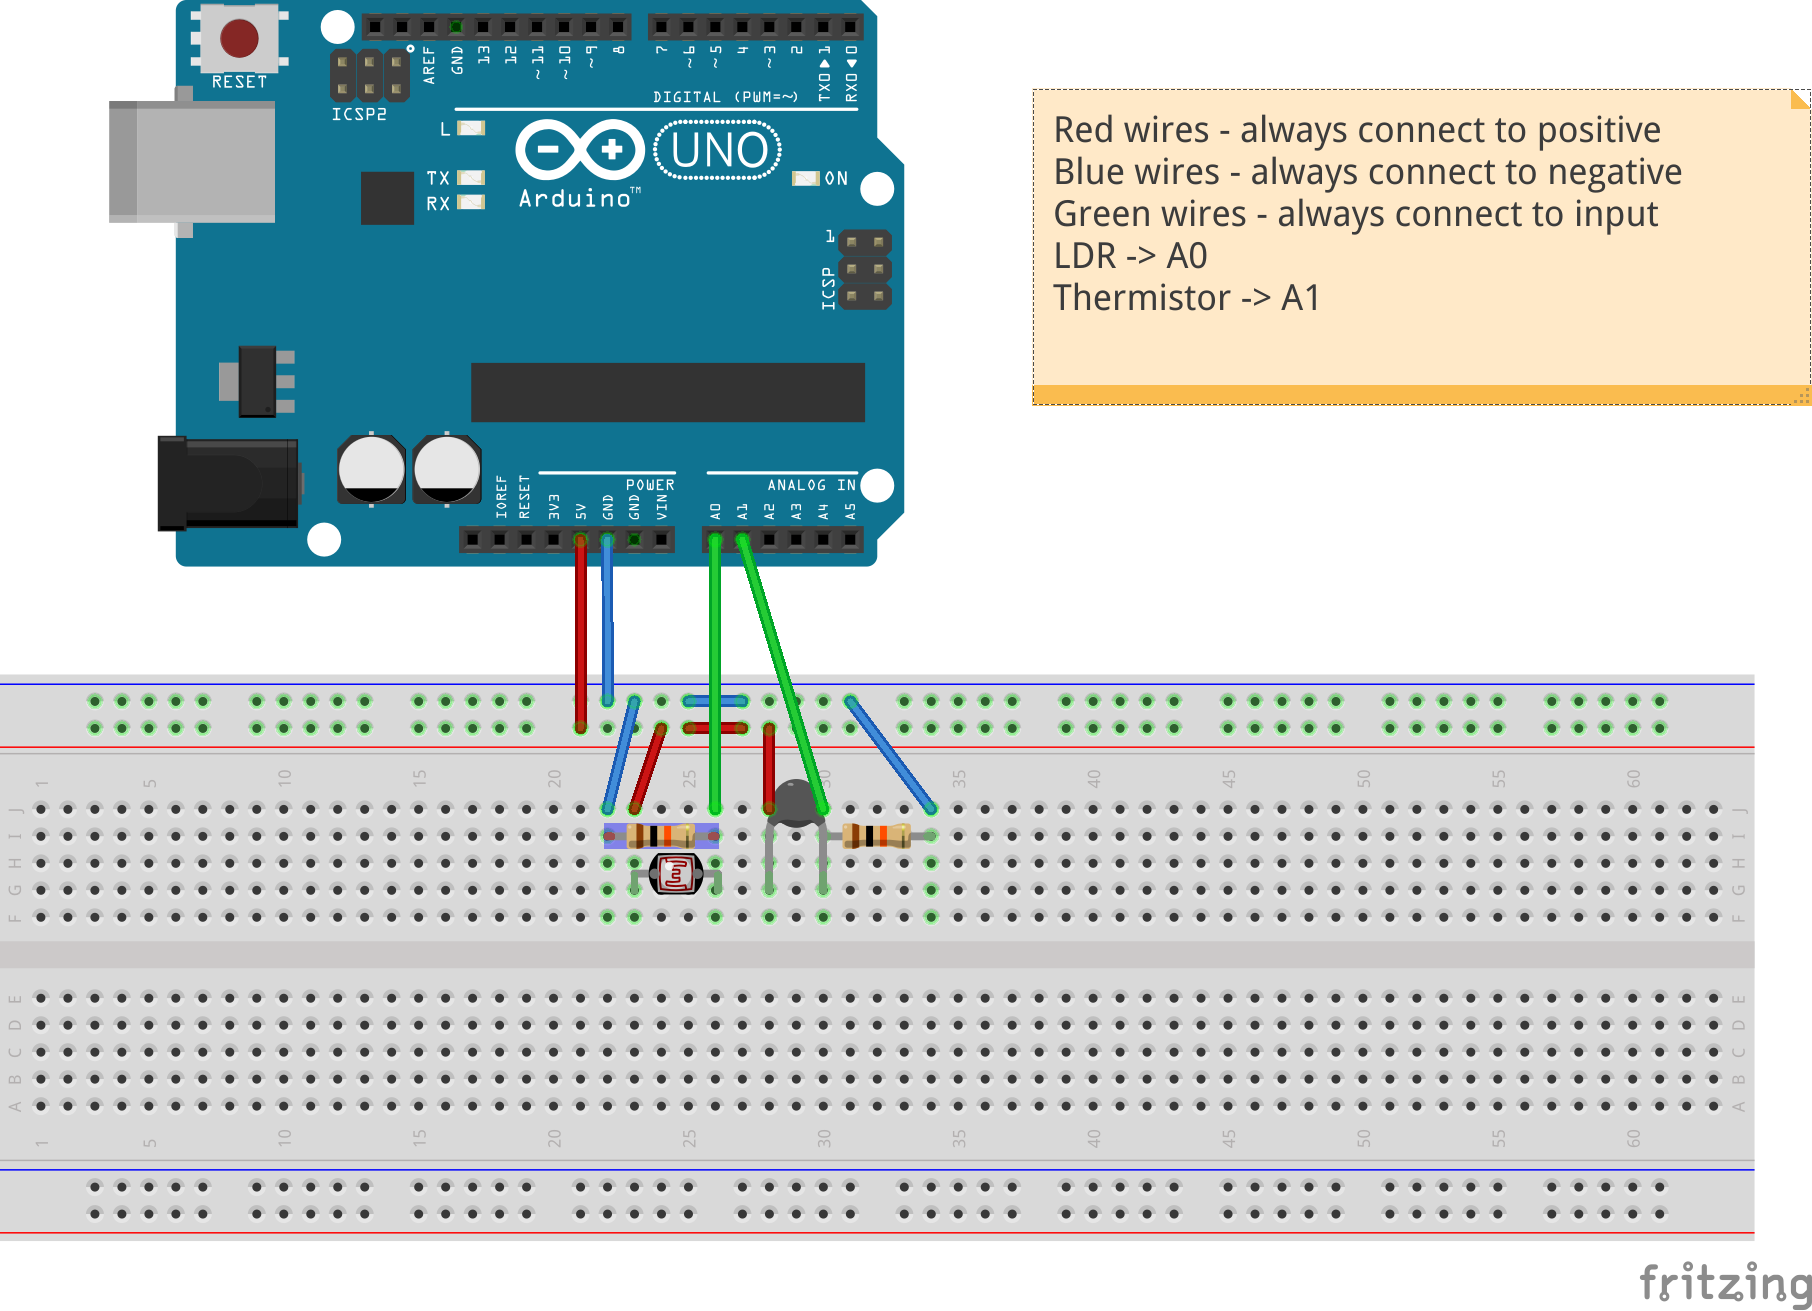 RESET
ICSP2
AREF
GND
13
12
~11
~10
~9
8
7
~6
~5
4
~3
2
TX0▶1
RX0◀0
DIGITAL (PWM=~)
L
TX
RX
UNO
Arduino™
ON
1
ICSP
Red wires - always connect to positive
Blue wires - always connect to negative
Green wires - always connect to input
LDR -> A0
Thermistor -> A1
POWER
ANALOG IN
IOREF
RESET
3V3
5V
GND
GND
VIN
A0
A1
A2
A3
A4
A5
1 5 10 15 20 25 30 35 40 45 50 55 60
J J
I I
H H
G G
F F
E E
D D
C C
B B
A A
1 5 10 15 20 25 30 35 40 45 50 55 60
fritzing